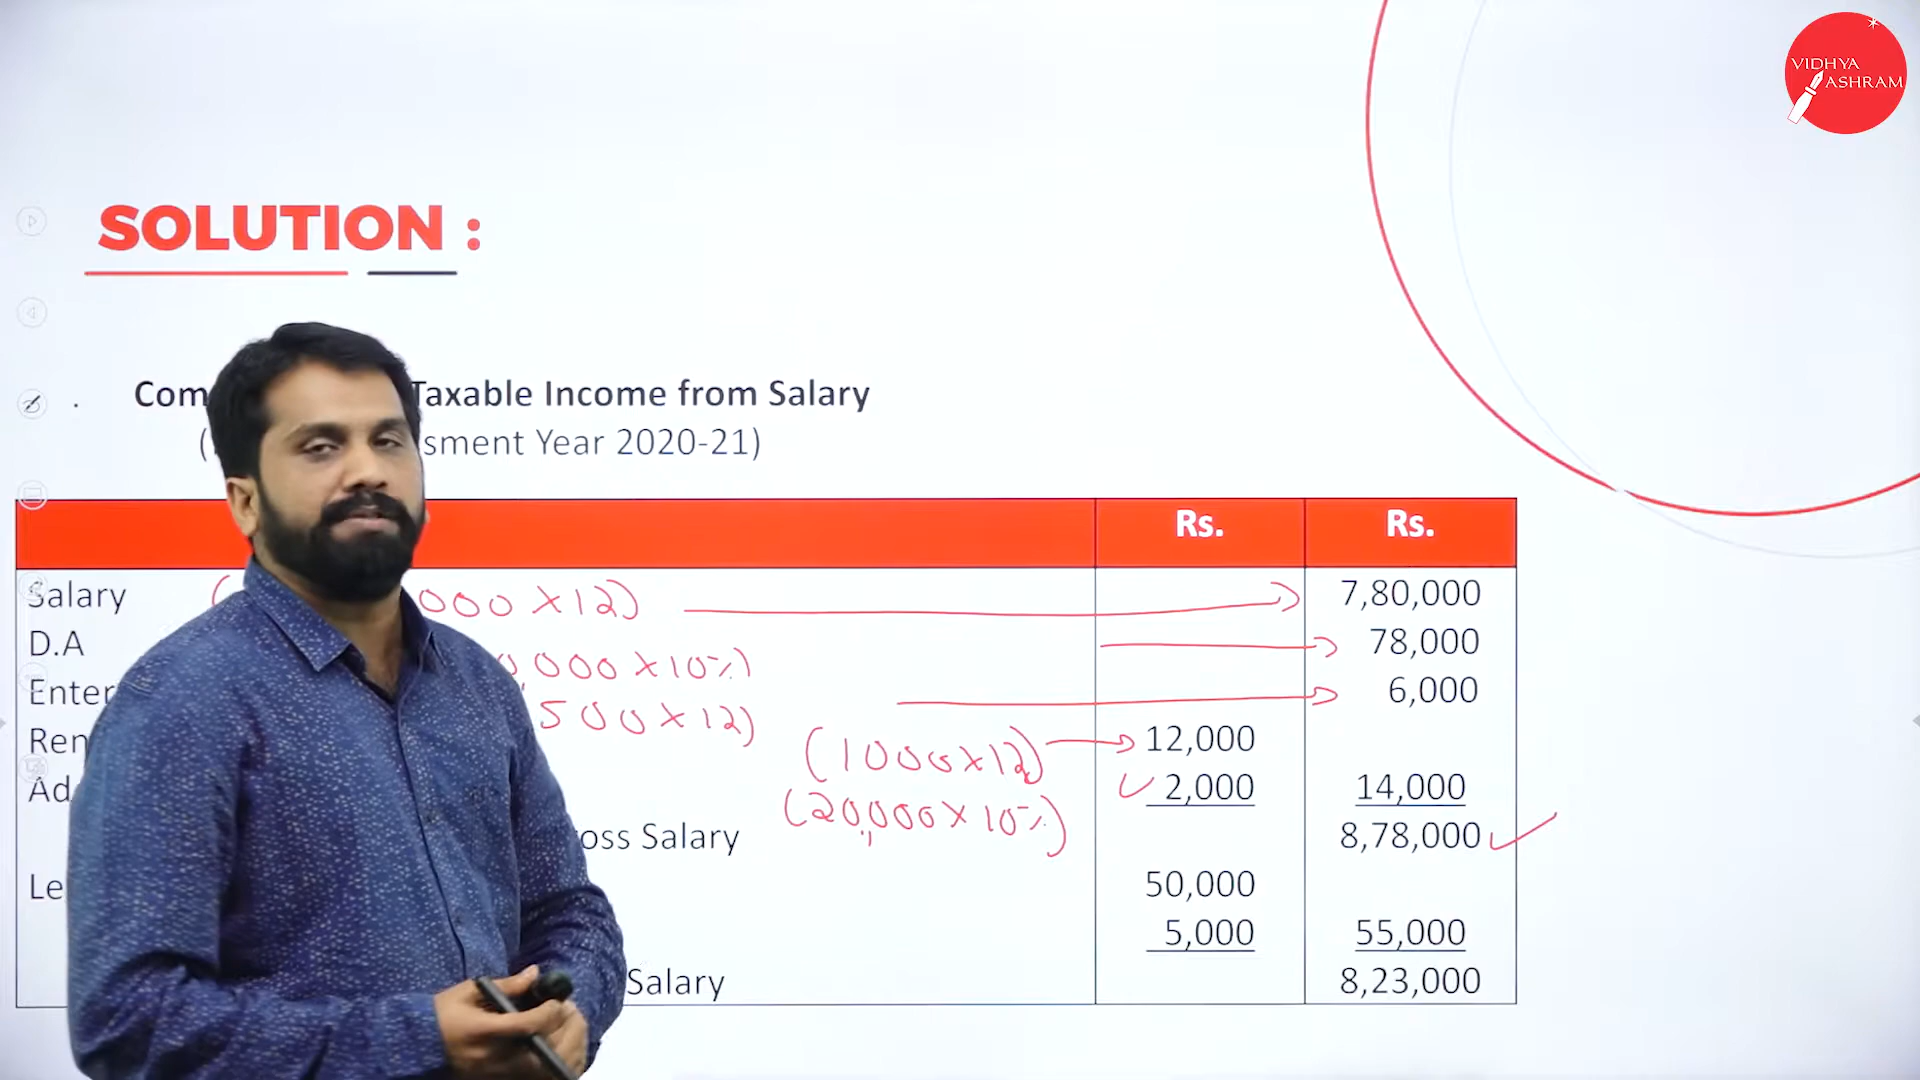 VIDHYA
ASHRAM
SOLUTION :
Taxable Income from Salary
sment Year 2020-21)
Rs. Rs.
Salary 000 X 12) 7,80,000
D.A 0,000 X 10%) 78,000
Enter 500 X 12) 6,000
Ren (1000 X 12) 12,000
Ad (20,000 X 10%) 2,000 14,000
oss Salary 8,78,000
Le 50,000
5,000 55,000
Salary 8,23,000